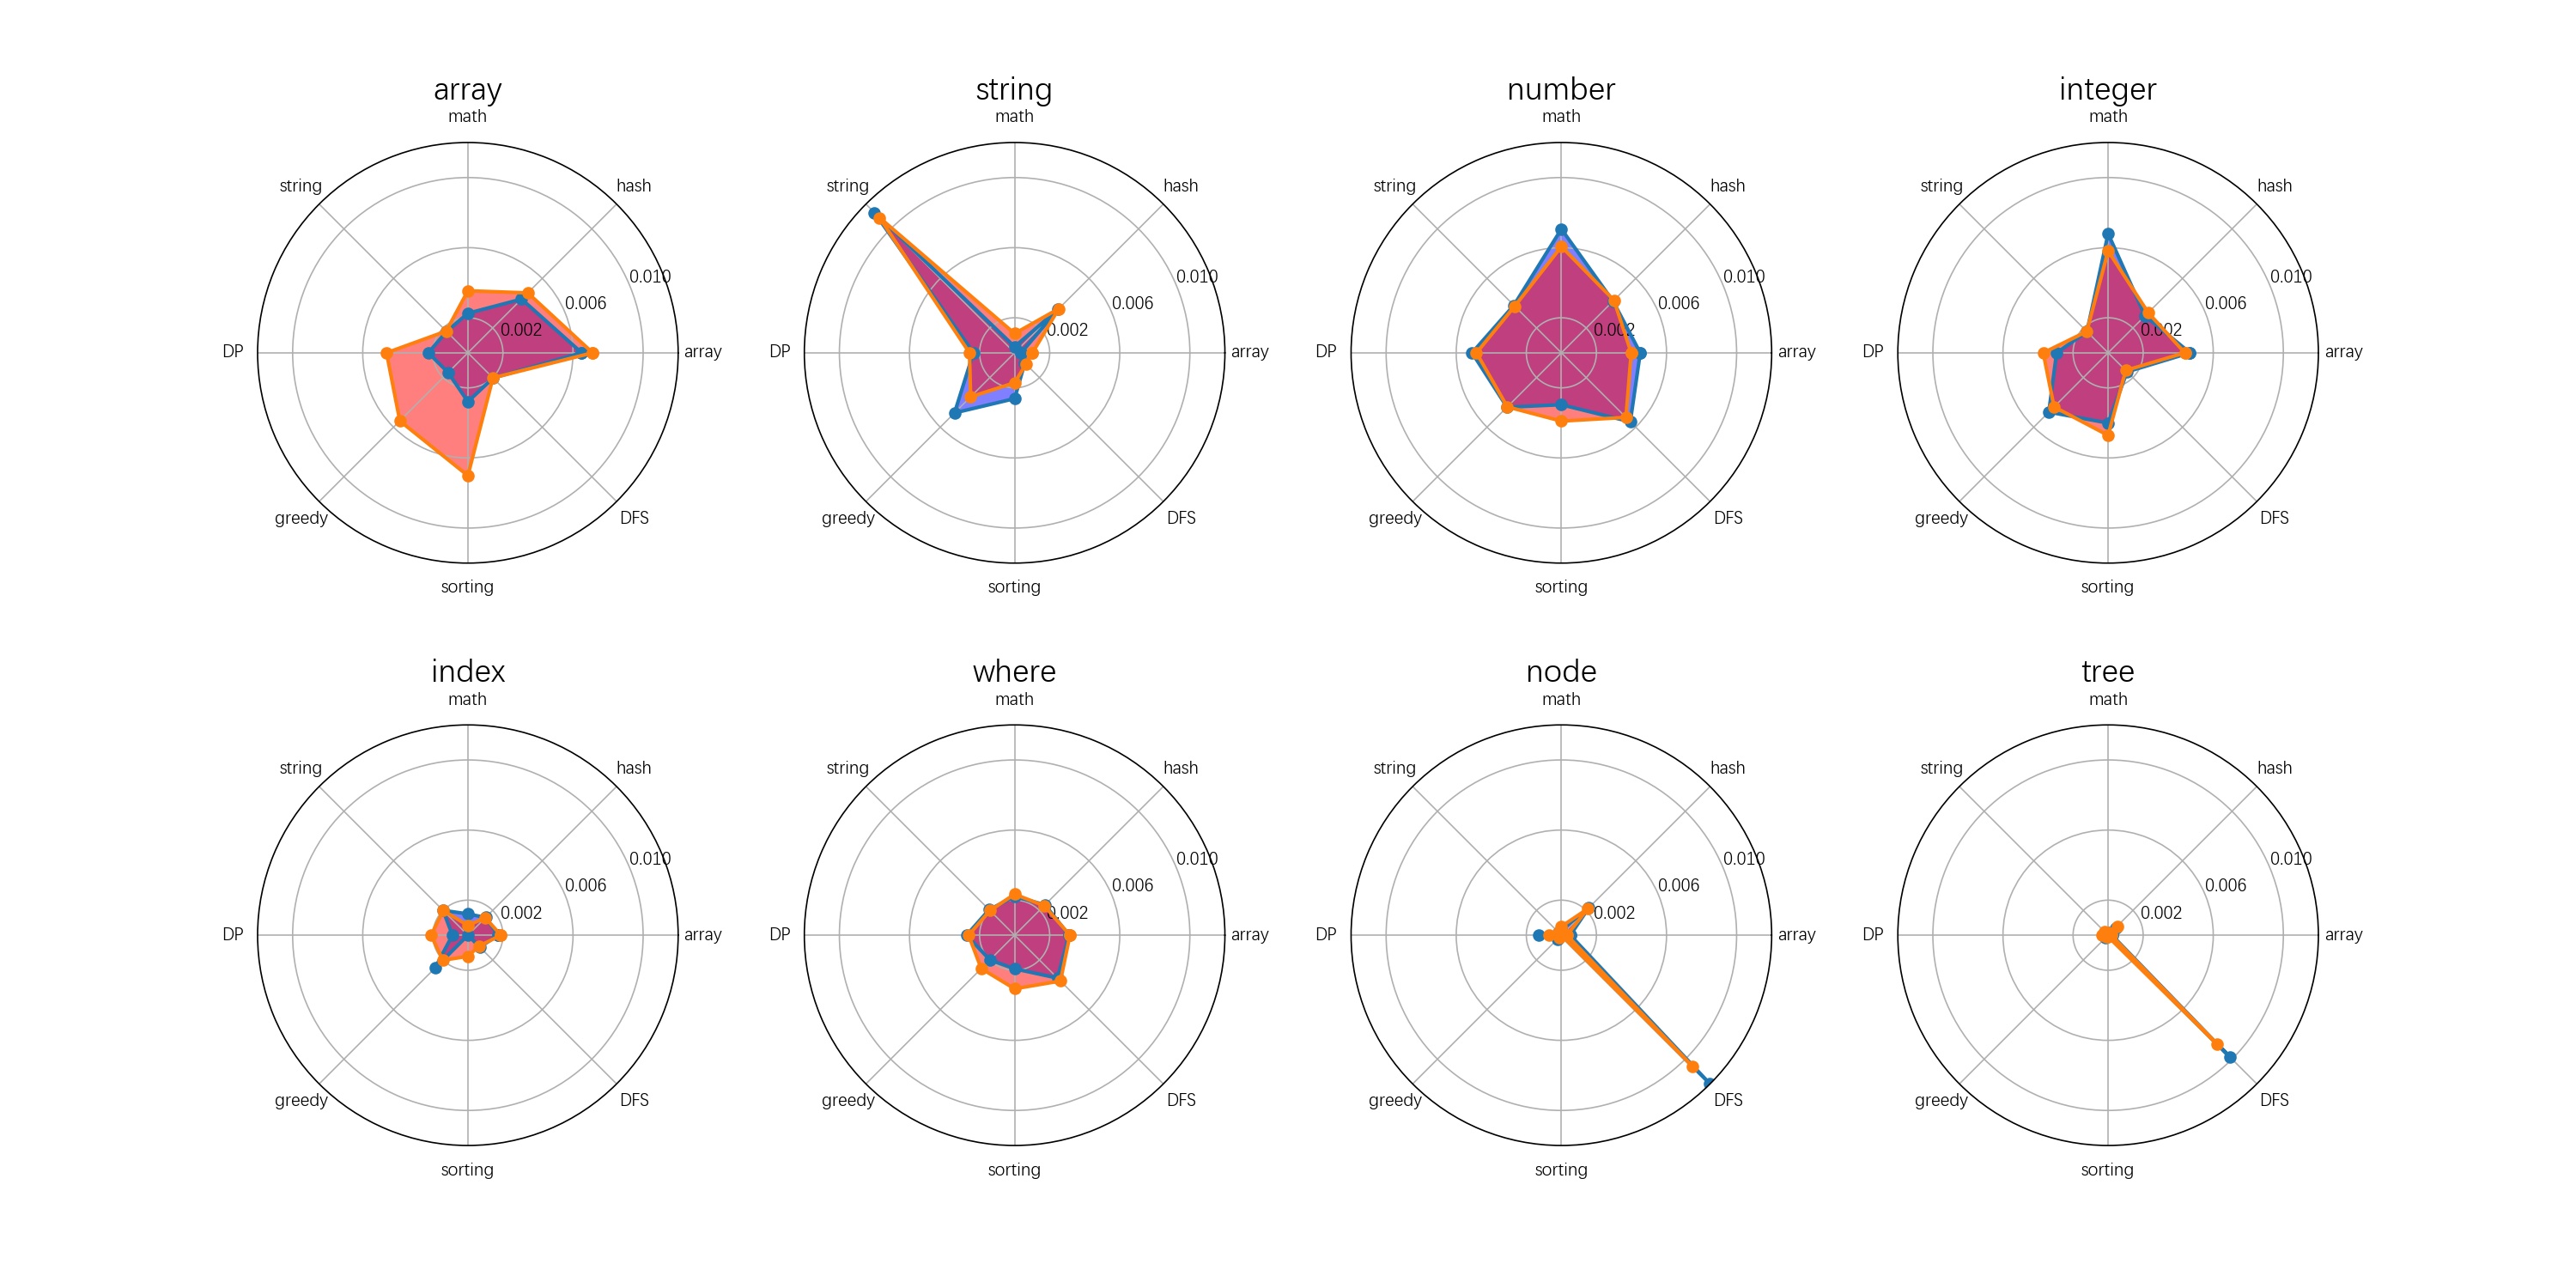 array
math
string
hash
0.010
0.006
0.002
DP
array
greedy
DFS
sorting
string
math
string
hash
0.010
0.006
0.002
DP
array
greedy
DFS
sorting
number
math
string
hash
0.010
0.006
0.002
DP
array
greedy
DFS
sorting
integer
math
string
hash
0.010
0.006
0.002
DP
array
greedy
DFS
sorting
index
math
string
hash
0.010
0.006
0.002
DP
array
greedy
DFS
sorting
where
math
string
hash
0.010
0.006
0.002
DP
array
greedy
DFS
sorting
node
math
string
hash
0.010
0.006
0.002
DP
array
greedy
DFS
sorting
tree
math
string
hash
0.010
0.006
0.002
DP
array
greedy
DFS
sorting